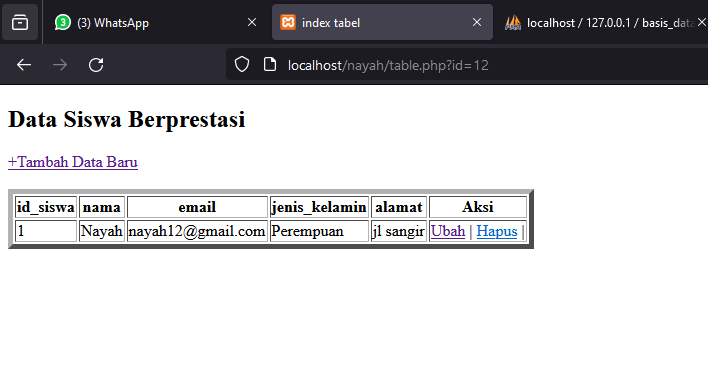 3 (3) WhatsApp × index tabel × localhost / 127.0.0.1 / basis_data ×
localhost/nayah/table.php?id=12
Data Siswa Berprestasi
+Tambah Data Baru
id_siswa nama email jenis_kelamin alamat Aksi
1 Nayah nayah12@gmail.com Perempuan jl sangir Ubah | Hapus |